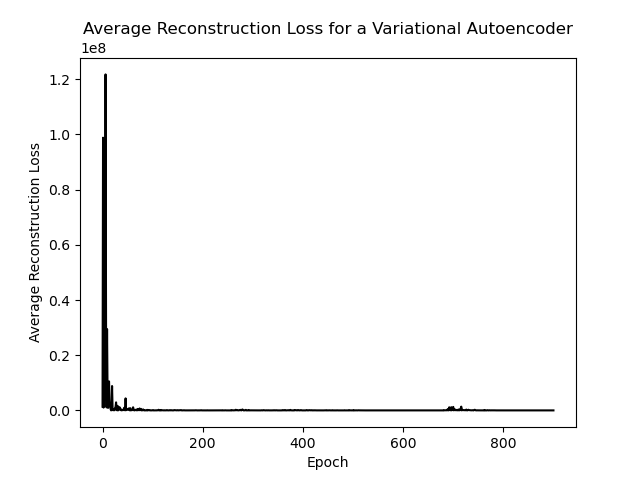 Average Reconstruction Loss for a Variational Autoencoder
1e8
1.2
1.0
0.8
0.6
0.4
0.2
0.0
Average Reconstruction Loss
0 200 400 600 800
Epoch